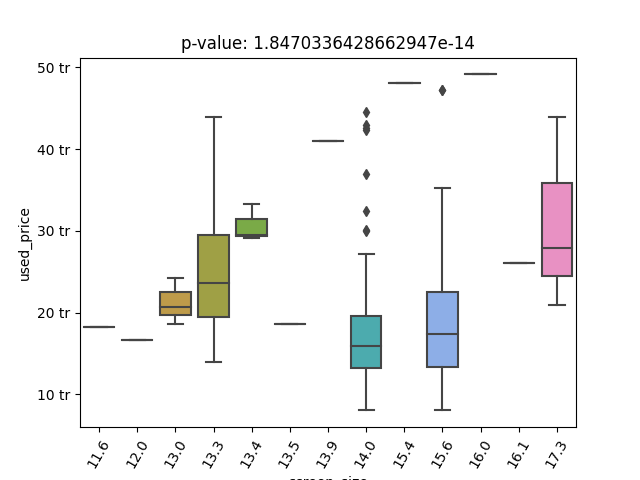 p-value: 1.8470336428662947e-14
50 tr
40 tr
30 tr
20 tr
10 tr
used_price
11.6
12.0
13.0
13.3
13.4
13.5
13.9
14.0
15.4
15.6
16.0
16.1
17.3
screen_size